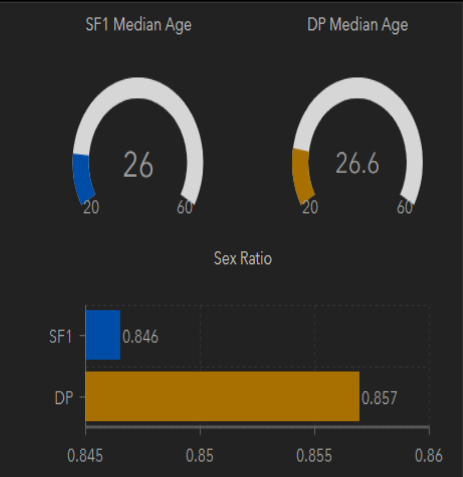 SF1 Median Age DP Median Age
26 26.6
20 60 20 60
Sex Ratio
SF1 0.846
DP 0.857
0.845 0.85 0.855 0.86